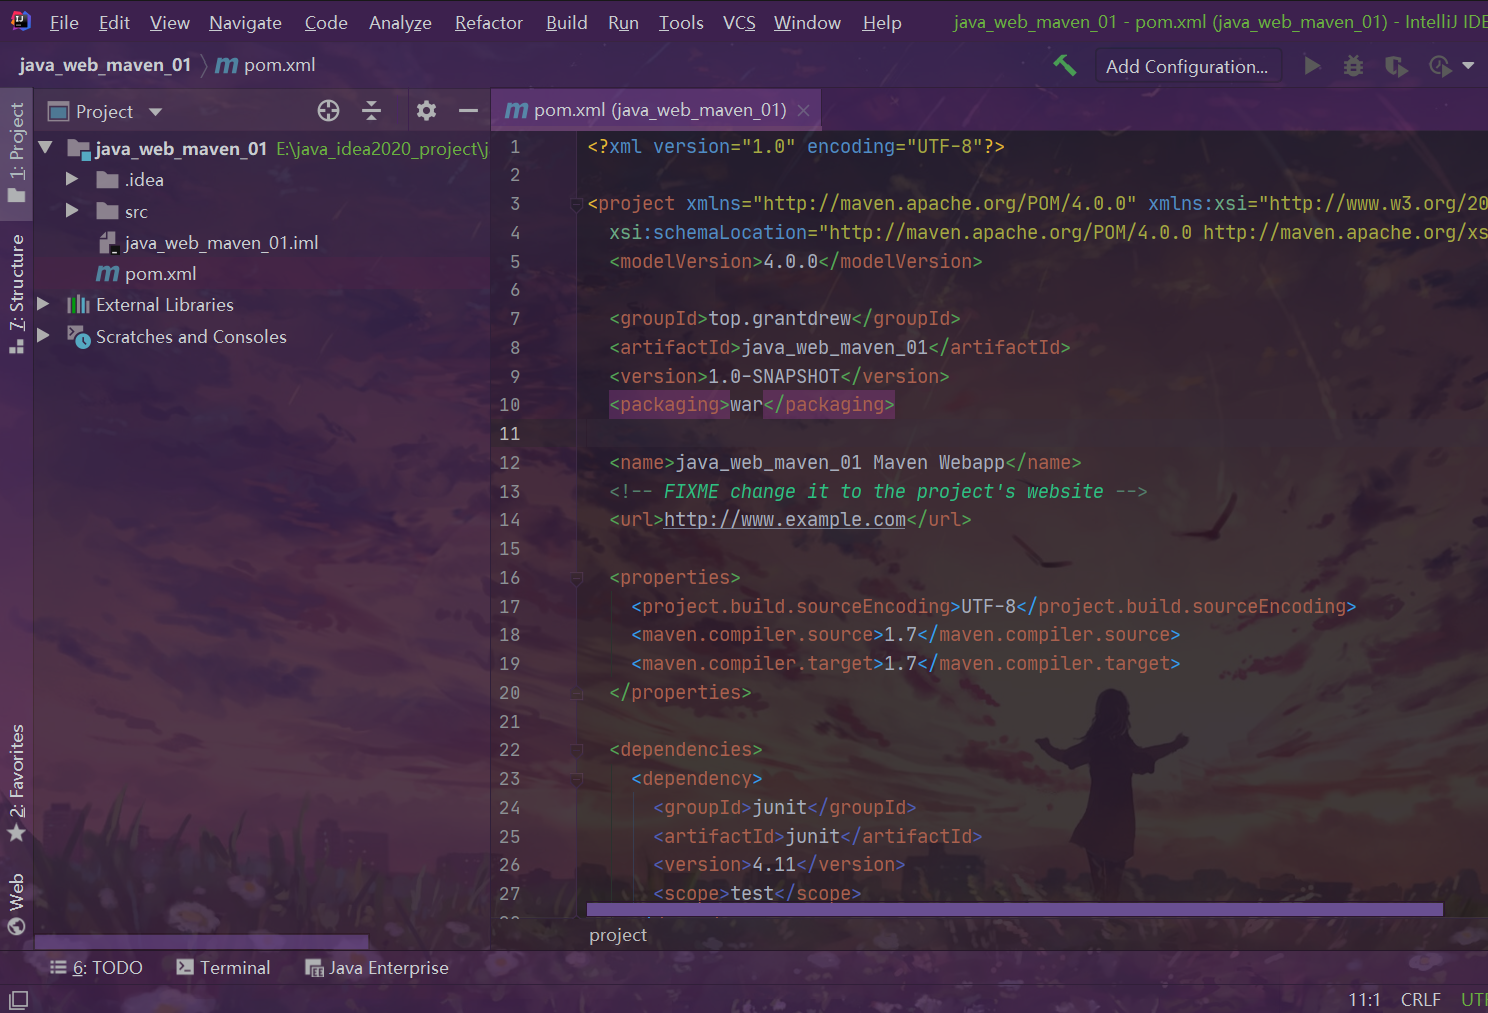 File Edit View Navigate Code Analyze Refactor Build Run Tools VCS Window Help java_web_maven_01 - pom.xml (java_web_maven_01) - IntelliJ IDE
java_web_maven_01 m pom.xml
Add Configuration...
1: Project
7: Structure
2: Favorites
Web
Project
java_web_maven_01 E:\java_idea2020_project\j
.idea
src
java_web_maven_01.iml
m pom.xml
External Libraries
Scratches and Consoles
m pom.xml (java_web_maven_01)
1 <?xml version="1.0" encoding="UTF-8"?>
2
3 <project xmlns="http://maven.apache.org/POM/4.0.0" xmlns:xsi="http://www.w3.org/20
4 xsi:schemaLocation="http://maven.apache.org/POM/4.0.0 http://maven.apache.org/xs
5 <modelVersion>4.0.0</modelVersion>
6
7 <groupId>top.grantdrew</groupId>
8 <artifactId>java_web_maven_01</artifactId>
9 <version>1.0-SNAPSHOT</version>
10 <packaging>war</packaging>
11
12 <name>java_web_maven_01 Maven Webapp</name>
13 <!-- FIXME change it to the project's website -->
14 <url>http://www.example.com</url>
15
16 <properties>
17 <project.build.sourceEncoding>UTF-8</project.build.sourceEncoding>
18 <maven.compiler.source>1.7</maven.compiler.source>
19 <maven.compiler.target>1.7</maven.compiler.target>
20 </properties>
21
22 <dependencies>
23 <dependency>
24 <groupId>junit</groupId>
25 <artifactId>junit</artifactId>
26 <version>4.11</version>
27 <scope>test</scope>
project
6: TODO Terminal Java Enterprise
11:1 CRLF UTF